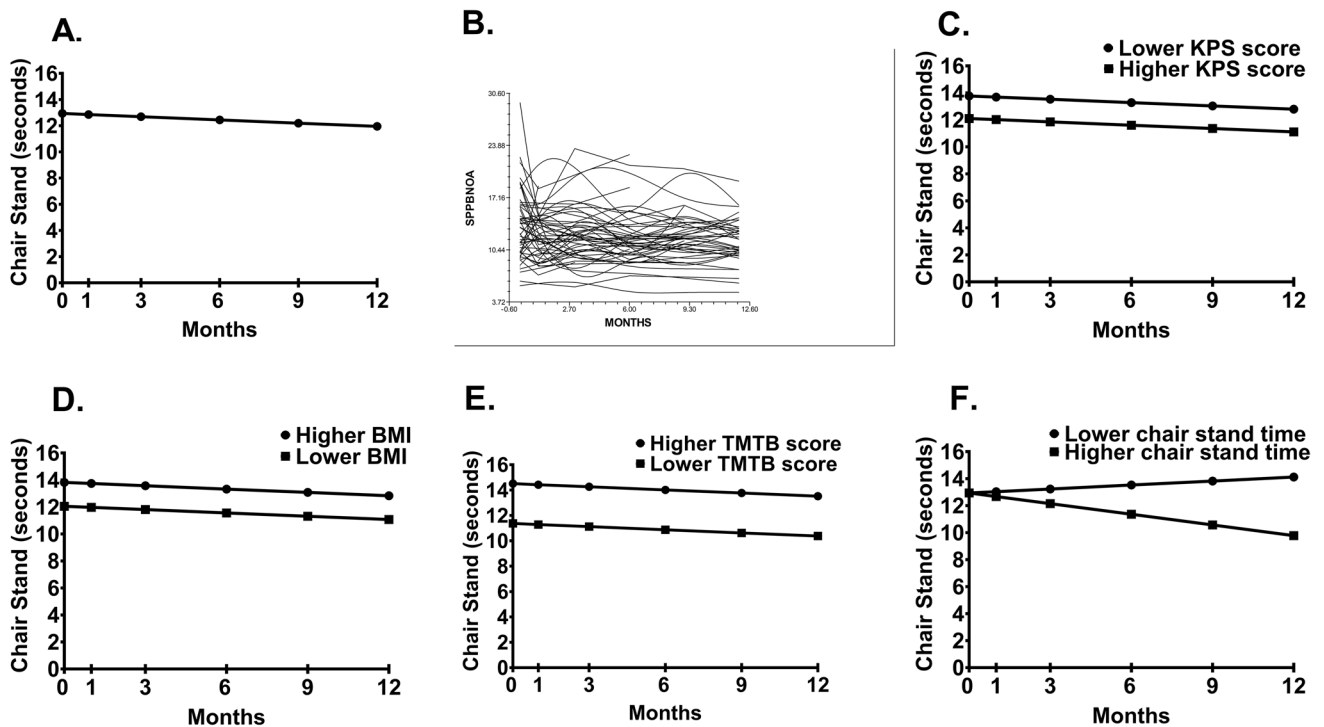 A.
Chair Stand (seconds)
16
14
12
10
8
6
4
2
0
0 1 3 6 9 12
Months
B.
SPPBNOA
30.60
23.88
17.16
10.44
3.72
-0.60 2.70 6.00 9.30 12.60
MONTHS
C.
Lower KPS score
Higher KPS score
Chair Stand (seconds)
16
14
12
10
8
6
4
2
0
0 1 3 6 9 12
Months
D.
Higher BMI
Lower BMI
Chair Stand (seconds)
16
14
12
10
8
6
4
2
0
0 1 3 6 9 12
Months
E.
Higher TMTB score
Lower TMTB score
Chair Stand (seconds)
16
14
12
10
8
6
4
2
0
0 1 3 6 9 12
Months
F.
Lower chair stand time
Higher chair stand time
Chair Stand (seconds)
16
14
12
10
8
6
4
2
0
0 1 3 6 9 12
Months